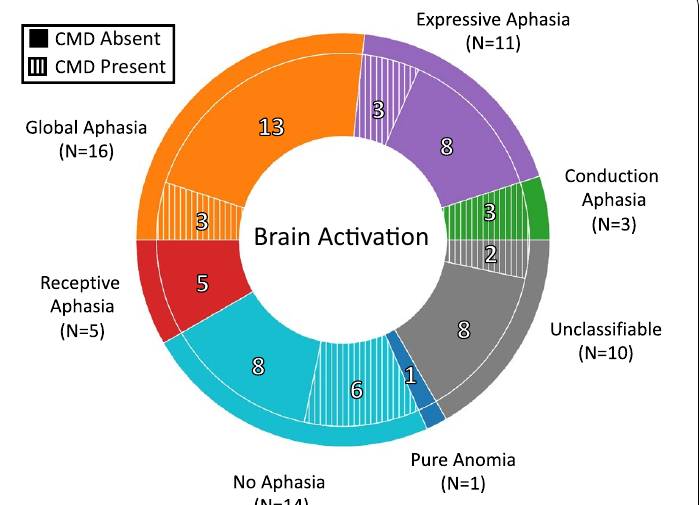 CMD Absent
CMD Present
Expressive Aphasia
(N=11)
Global Aphasia
(N=16)
13
3
8
Conduction
Aphasia
(N=3)
3
3
Brain Activation
2
Receptive
Aphasia
(N=5)
5
8
Unclassifiable
(N=10)
8
6
1
Pure Anomia
(N=1)
No Aphasia
(N=14)